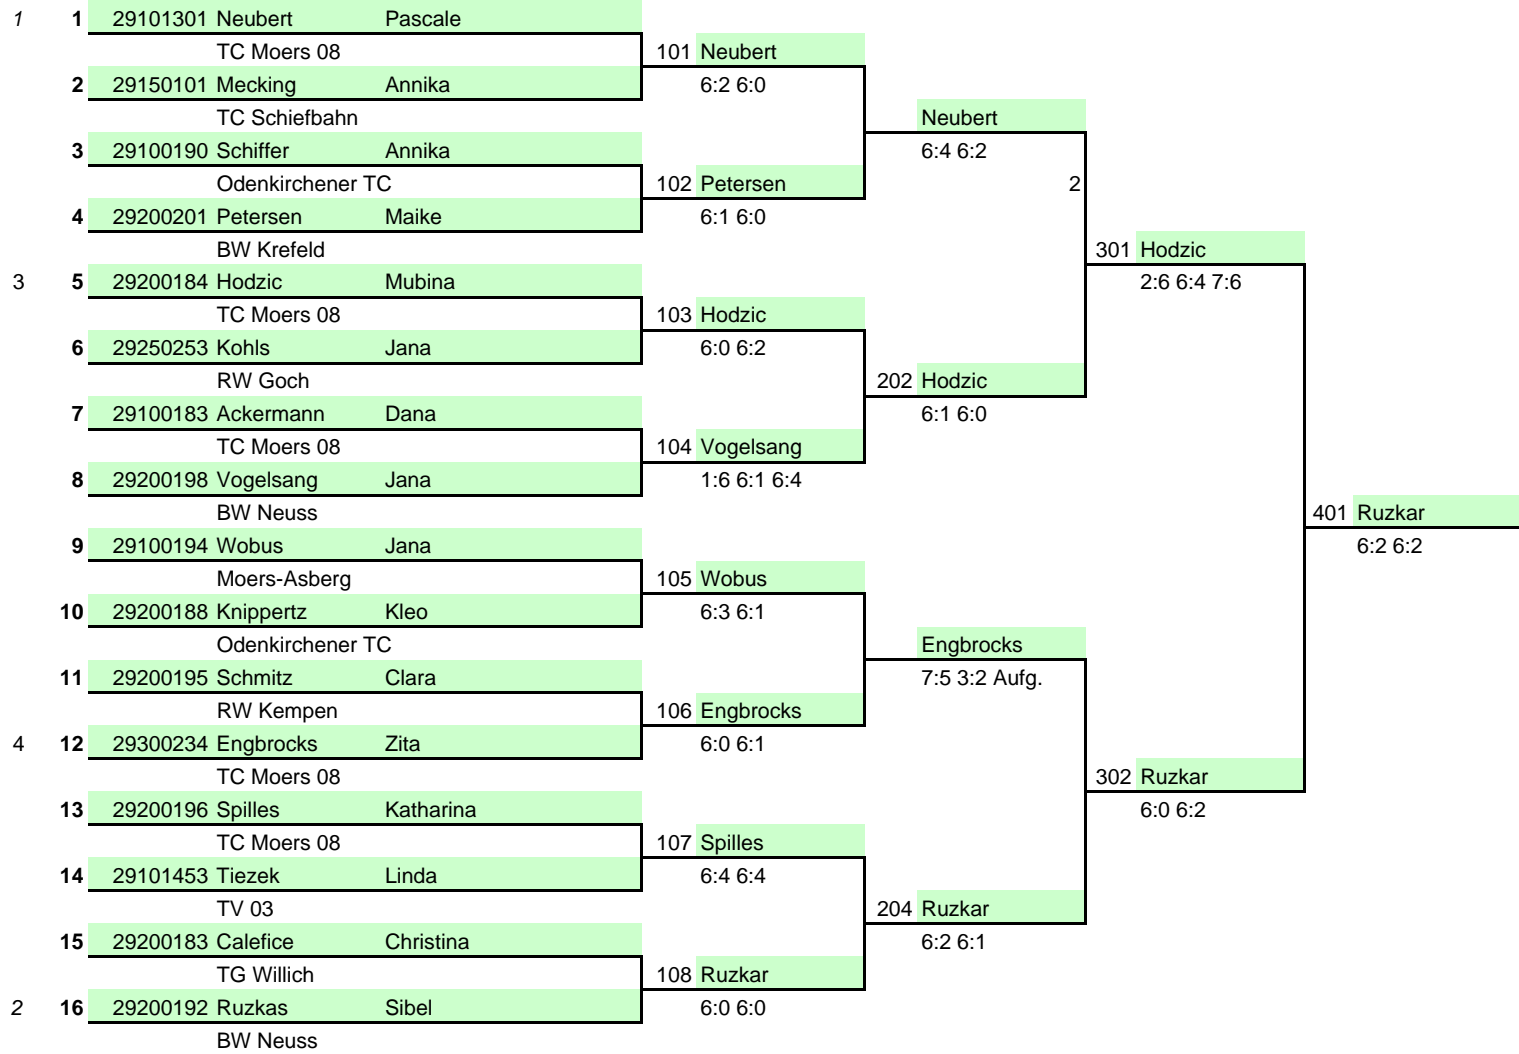 1 1 29101301 Neubert Pascale
TC Moers 08 101 Neubert
2 29150101 Mecking Annika 6:2 6:0
TC Schiefbahn Neubert
3 29100190 Schiffer Annika 6:4 6:2
Odenkirchener TC 102 Petersen 2
4 29200201 Petersen Maike 6:1 6:0
BW Krefeld 301 Hodzic
3 5 29200184 Hodzic Mubina 2:6 6:4 7:6
TC Moers 08 103 Hodzic
6 29250253 Kohls Jana 6:0 6:2
RW Goch 202 Hodzic
7 29100183 Ackermann Dana 6:1 6:0
TC Moers 08 104 Vogelsang
8 29200198 Vogelsang Jana 1:6 6:1 6:4
BW Neuss 401 Ruzkar
9 29100194 Wobus Jana 6:2 6:2
Moers-Asberg 105 Wobus
10 29200188 Knippertz Kleo 6:3 6:1
Odenkirchener TC Engbrocks
11 29200195 Schmitz Clara 7:5 3:2 Aufg.
RW Kempen 106 Engbrocks
4 12 29300234 Engbrocks Zita 6:0 6:1
TC Moers 08 302 Ruzkar
13 29200196 Spilles Katharina 6:0 6:2
TC Moers 08 107 Spilles
14 29101453 Tiezek Linda 6:4 6:4
TV 03 204 Ruzkar
15 29200183 Calefice Christina 6:2 6:1
TG Willich 108 Ruzkar
2 16 29200192 Ruzkas Sibel 6:0 6:0
BW Neuss